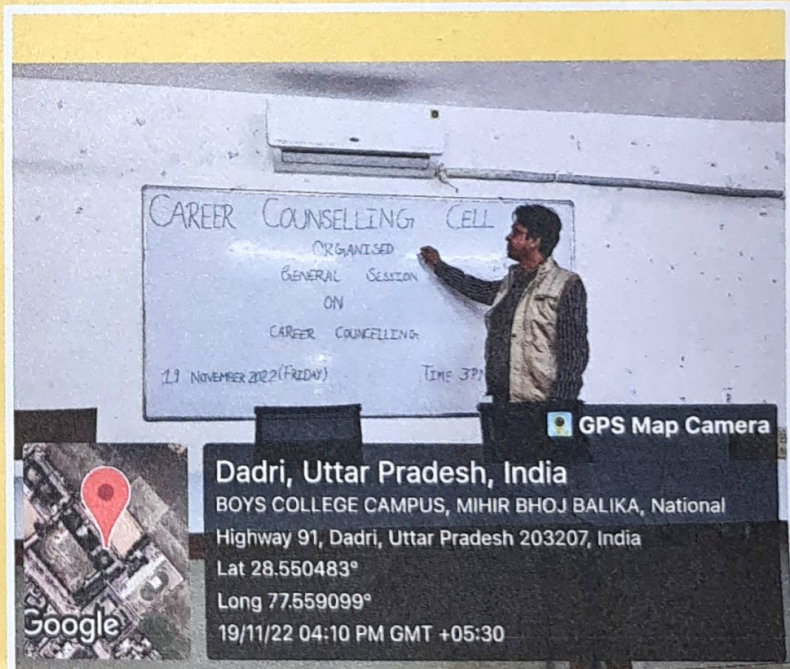 CAREER COUNSELLING CELL
ORGANISED
GENERAL SESSION
ON
CAREER COUNCELLING
19 NOVEMBER 2022 (FRIDAY) TIME 3P
GPS Map Camera
Dadri, Uttar Pradesh, India
BOYS COLLEGE CAMPUS, MIHIR BHOJ BALIKA, National
Highway 91, Dadri, Uttar Pradesh 203207, India
Lat 28.550483°
Long 77.559099°
19/11/22 04:10 PM GMT +05:30
Google